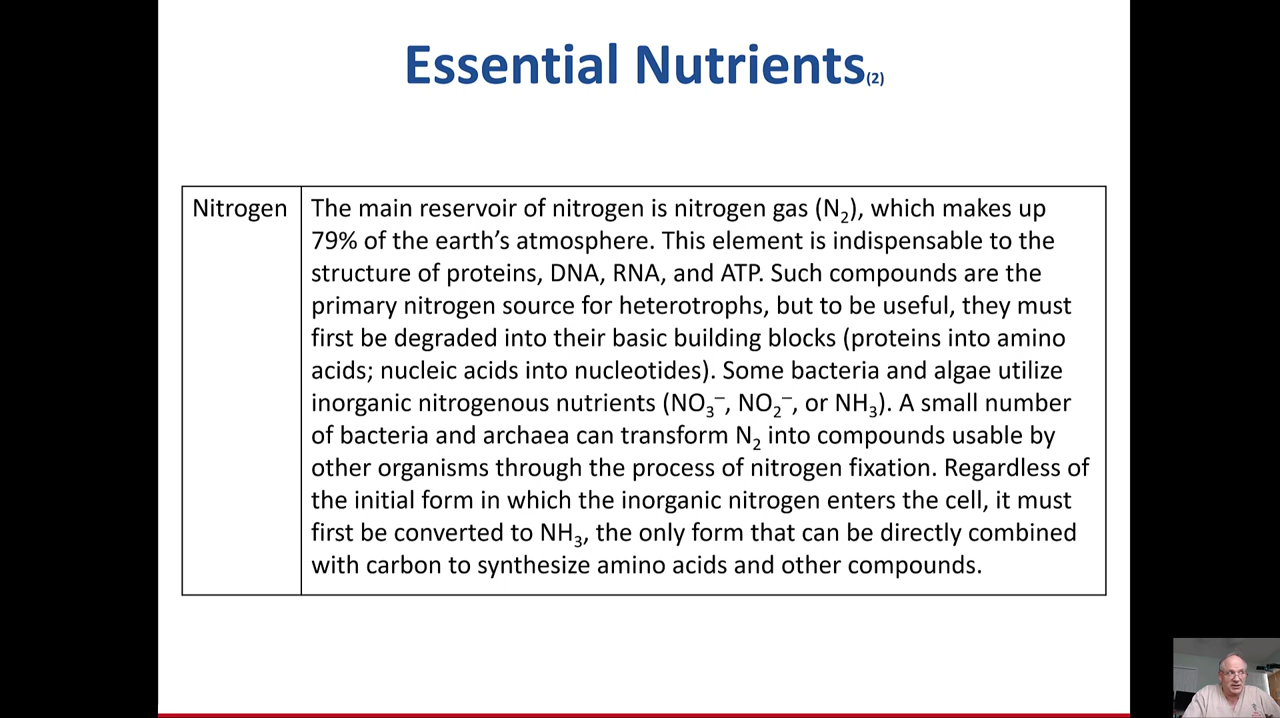 Essential Nutrients(2)
Nitrogen
The main reservoir of nitrogen is nitrogen gas (N₂), which makes up
79% of the earth’s atmosphere. This element is indispensable to the
structure of proteins, DNA, RNA, and ATP. Such compounds are the
primary nitrogen source for heterotrophs, but to be useful, they must
first be degraded into their basic building blocks (proteins into amino
acids; nucleic acids into nucleotides). Some bacteria and algae utilize
inorganic nitrogenous nutrients (NO₃⁻, NO₂⁻, or NH₃). A small number
of bacteria and archaea can transform N₂ into compounds usable by
other organisms through the process of nitrogen fixation. Regardless of
the initial form in which the inorganic nitrogen enters the cell, it must
first be converted to NH₃, the only form that can be directly combined
with carbon to synthesize amino acids and other compounds.